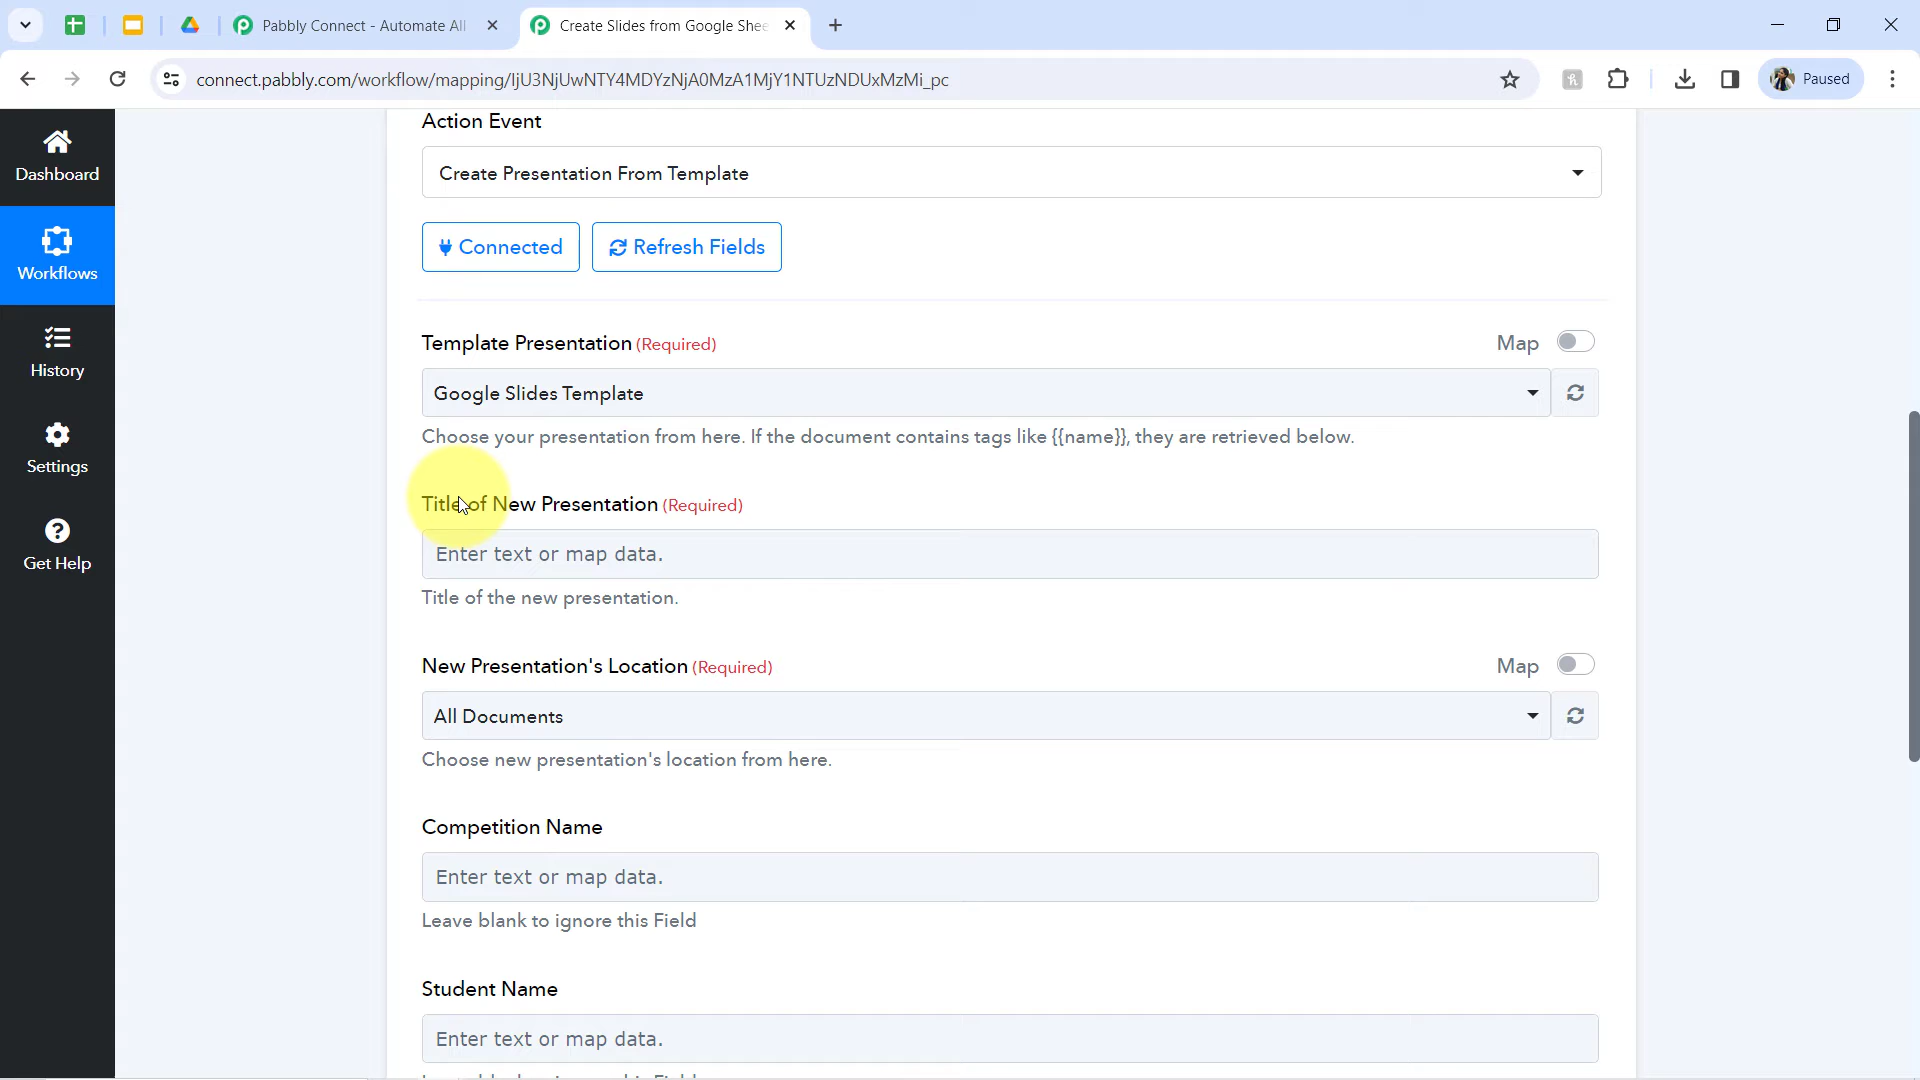 Pabbly Connect - Automate All
Create Slides from Google Shee
connect.pabbly.com/workflow/mapping/IjU3NjUwNTY4MDYzNjA0MzA1MjY1NTUzNDUxMzMi_pc
Paused
Dashboard
Workflows
History
Settings
Get Help
Action Event
Create Presentation From Template
Connected
Refresh Fields
Template Presentation (Required)
Map
Google Slides Template
Choose your presentation from here. If the document contains tags like {{name}}, they are retrieved below.
Title of New Presentation (Required)
Enter text or map data.
Title of the new presentation.
New Presentation's Location (Required)
Map
All Documents
Choose new presentation's location from here.
Competition Name
Enter text or map data.
Leave blank to ignore this Field
Student Name
Enter text or map data.